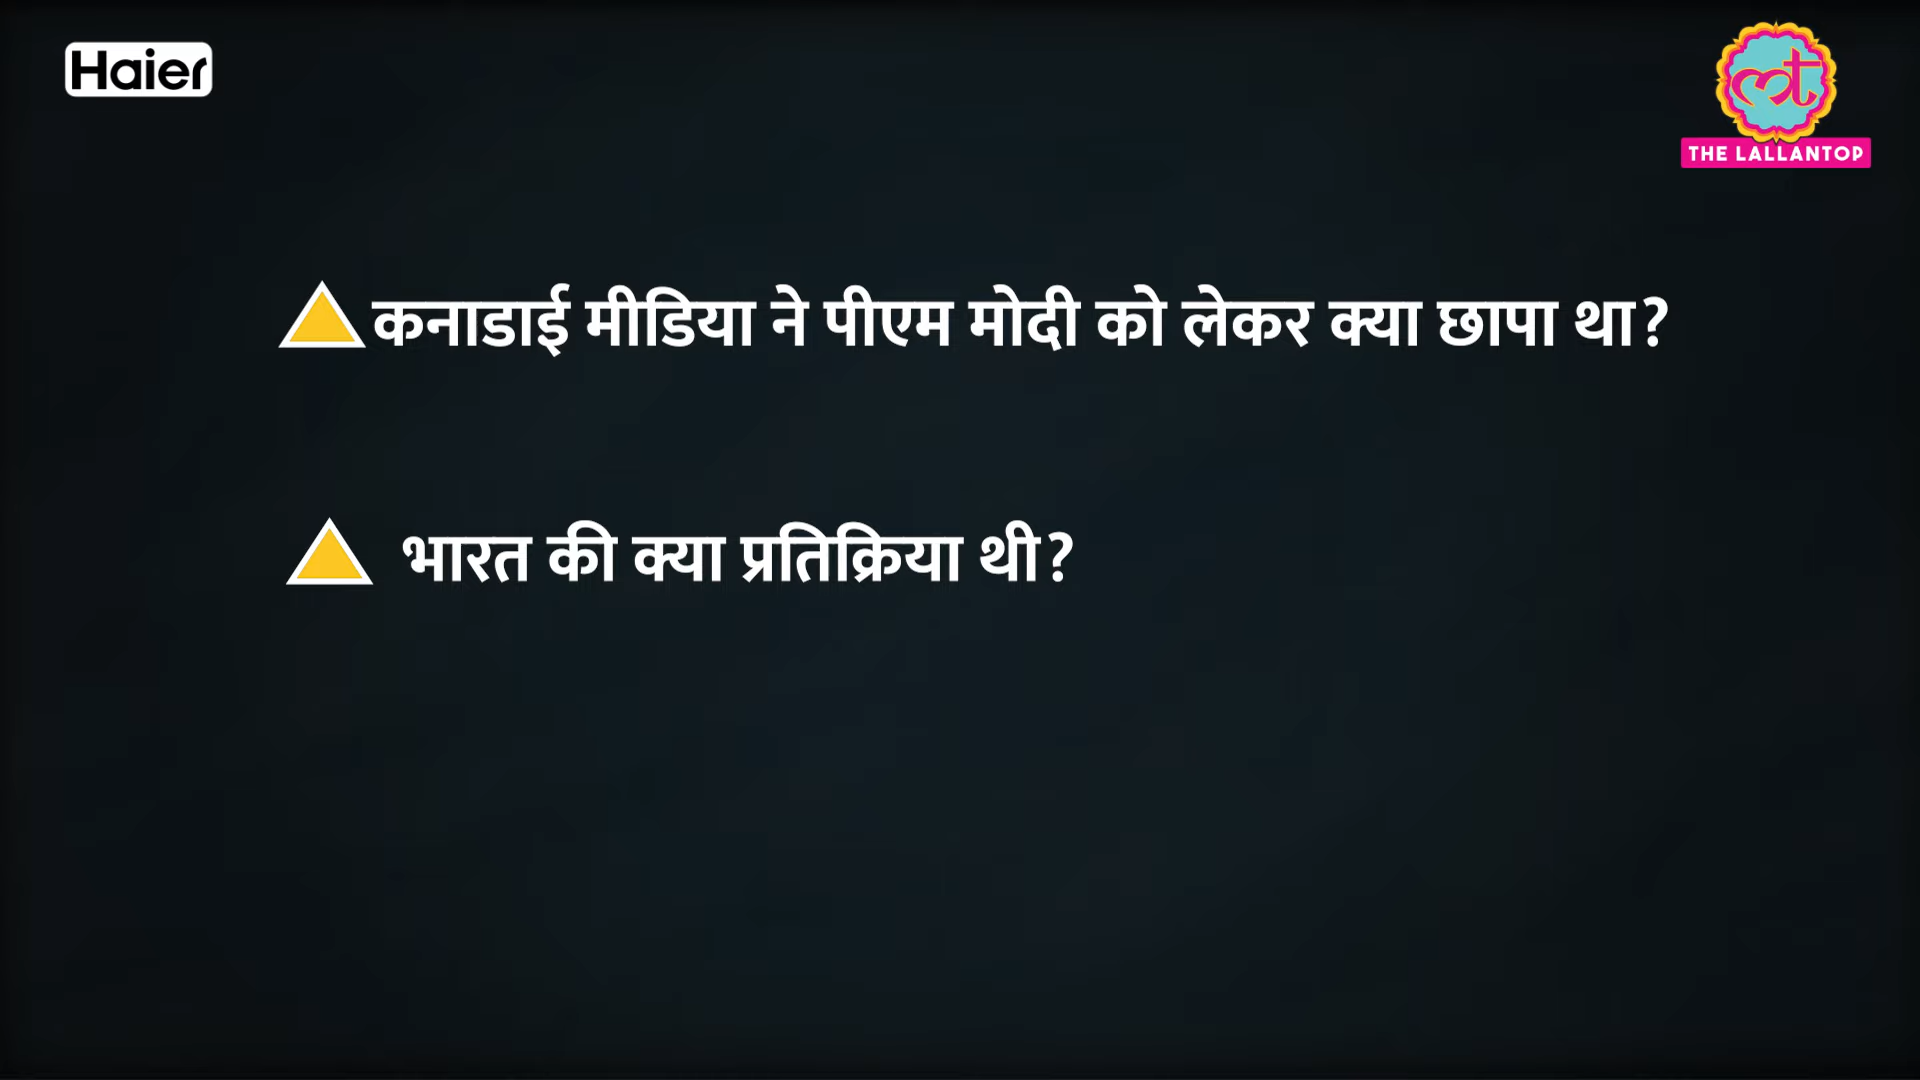 Haier
THE LALLANTOP
कनाडाई मीडिया ने पीएम मोदी को लेकर क्या छापा था?
भारत की क्या प्रतिक्रिया थी?